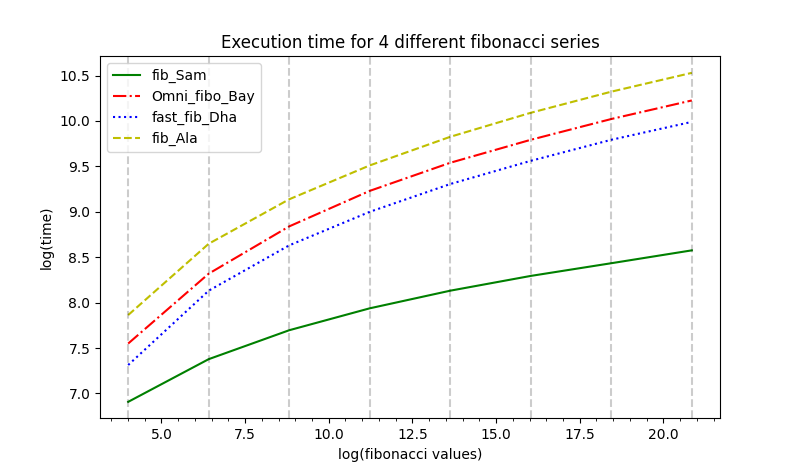 Execution time for 4 different fibonacci series
fib_Sam
Omni_fibo_Bay
fast_fib_Dha
fib_Ala
10.5
10.0
9.5
9.0
8.5
8.0
7.5
7.0
log(time)
5.0 7.5 10.0 12.5 15.0 17.5 20.0
log(fibonacci values)